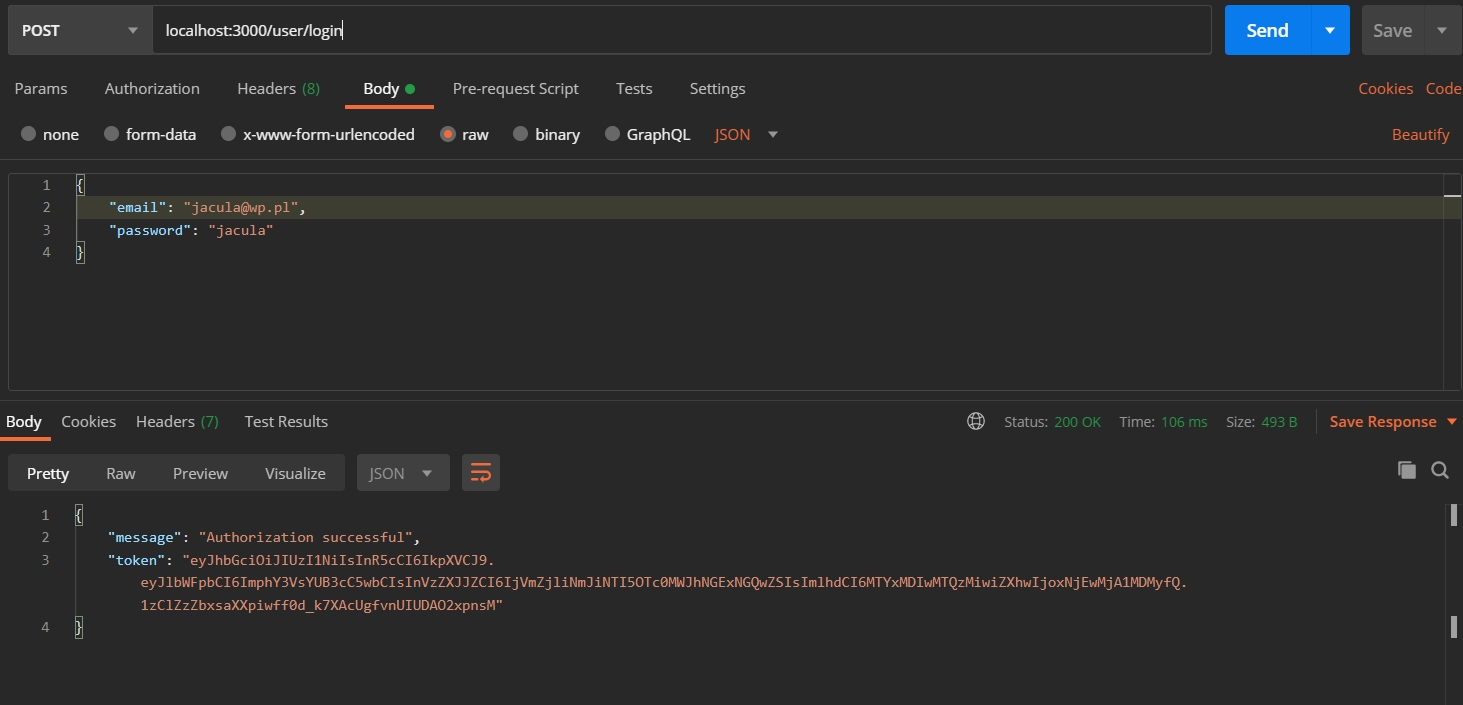 POST localhost:3000/user/login Send Save
Params Authorization Headers (8) Body Pre-request Script Tests Settings Cookies Code
none form-data x-www-form-urlencoded raw binary GraphQL JSON Beautify
1 {
2 "email": "jacula@wp.pl",
3 "password": "jacula"
4 }
Body Cookies Headers (7) Test Results Status: 200 OK Time: 106 ms Size: 493 B Save Response
Pretty Raw Preview Visualize JSON
1 {
2 "message": "Authorization successful",
3 "token": "eyJhbGciOiJIUzI1NiIsInR5cCI6IkpXVCJ9.
eyJlbWFpbCI6ImphY3VsYUB3cC5wbCIsInVzZXJJZCI6IjVmZjliNmJiNTI5OTc0MWJhNGExNGQwZSIsImlhdCI6MTYxMDIwMTQzMiwiZXhwIjoxNjEwMjA1MDMyfQ.
1zClZzZbxsaXXpiwff0d_k7XAcUgfvnUIUDAO2xpnsM"
4 }